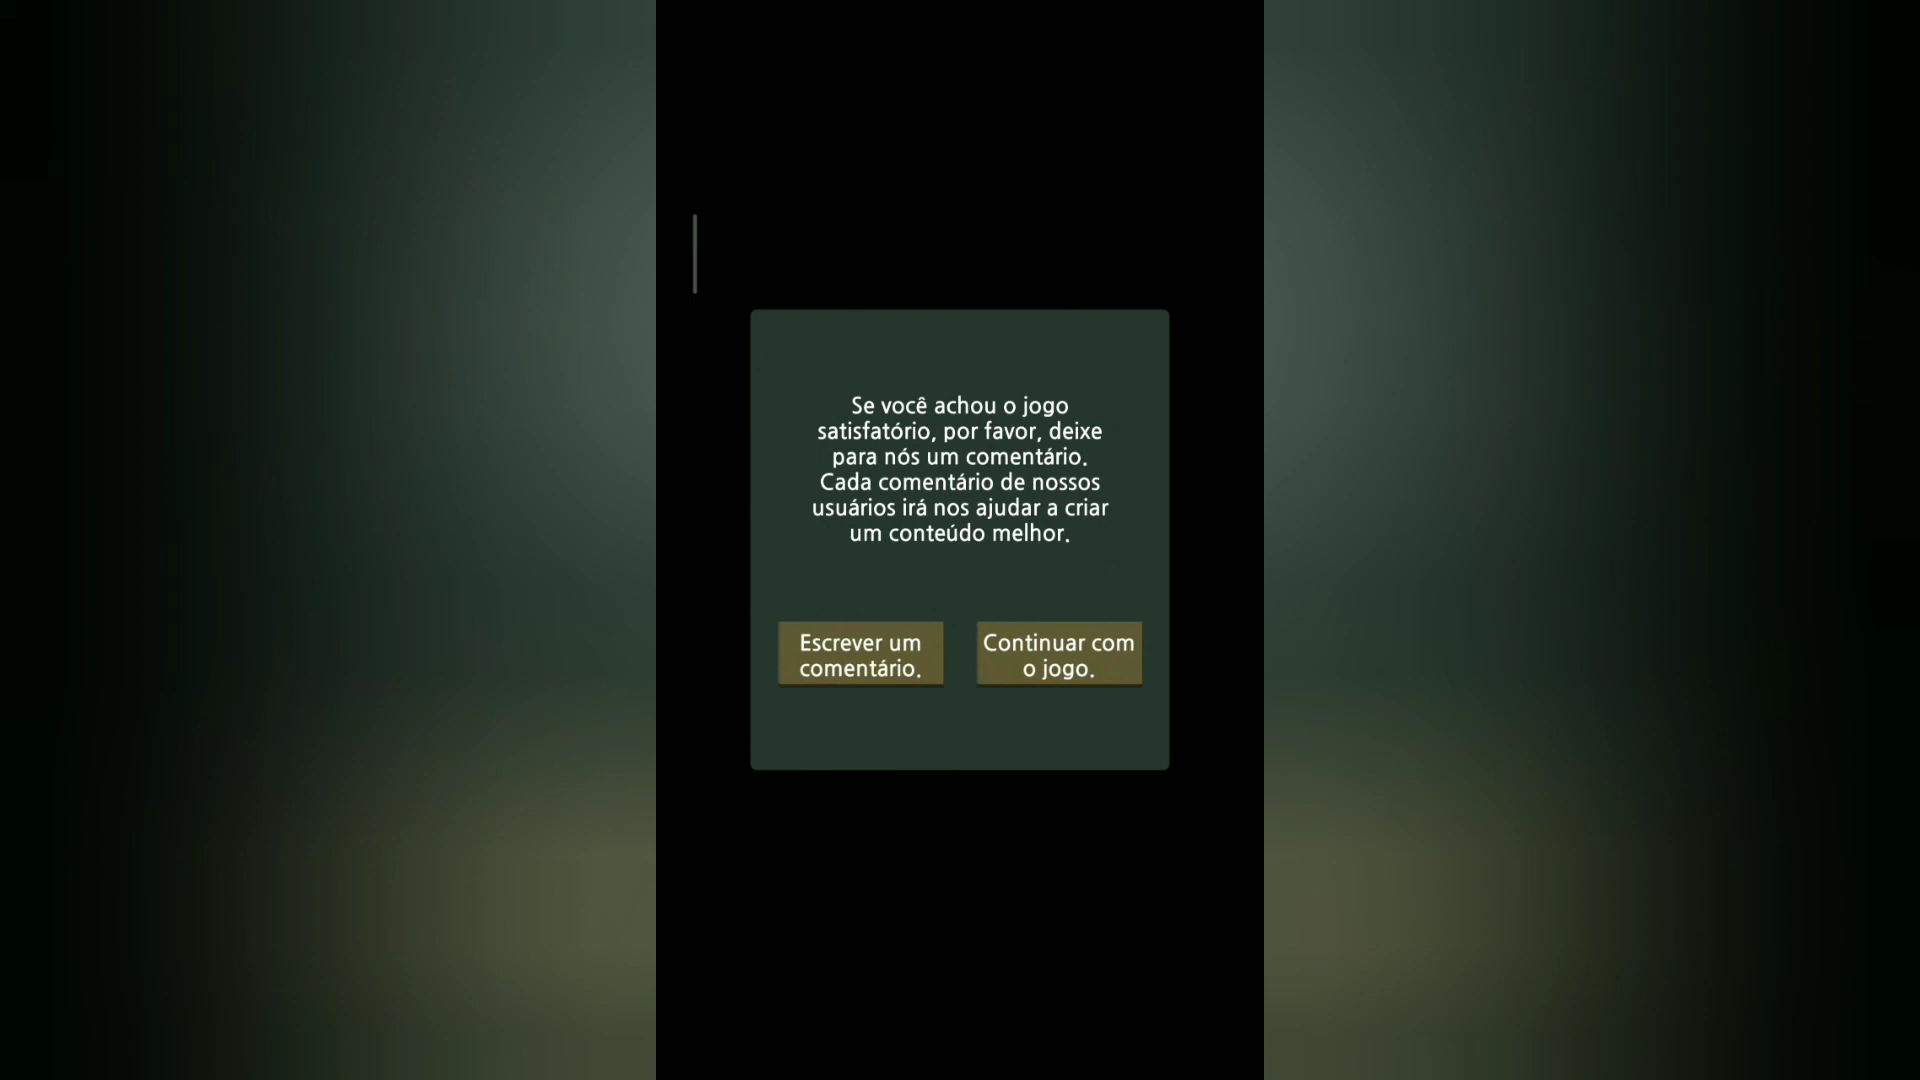 Se você achou o jogo
satisfatório, por favor, deixe
para nós um comentário.
Cada comentário de nossos
usuários irá nos ajudar a criar
um conteúdo melhor.
Escrever um
comentário.
Continuar com
o jogo.